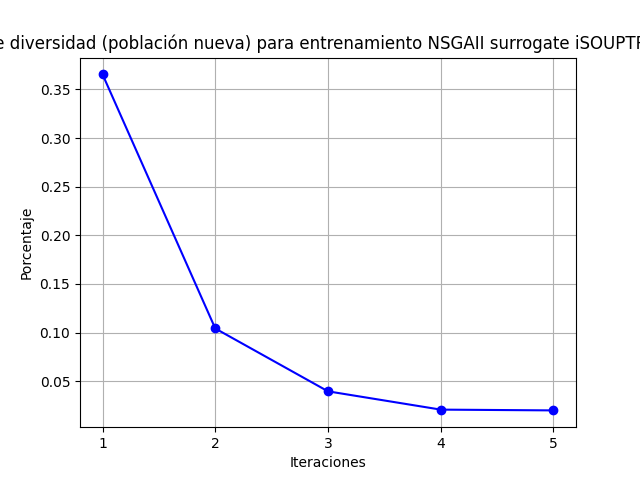 e diversidad (población nueva) para entrenamiento NSGAII surrogate iSOUPT
0.35
0.30
0.25
0.20
0.15
0.10
0.05
Porcentaje
1 2 3 4 5
Iteraciones